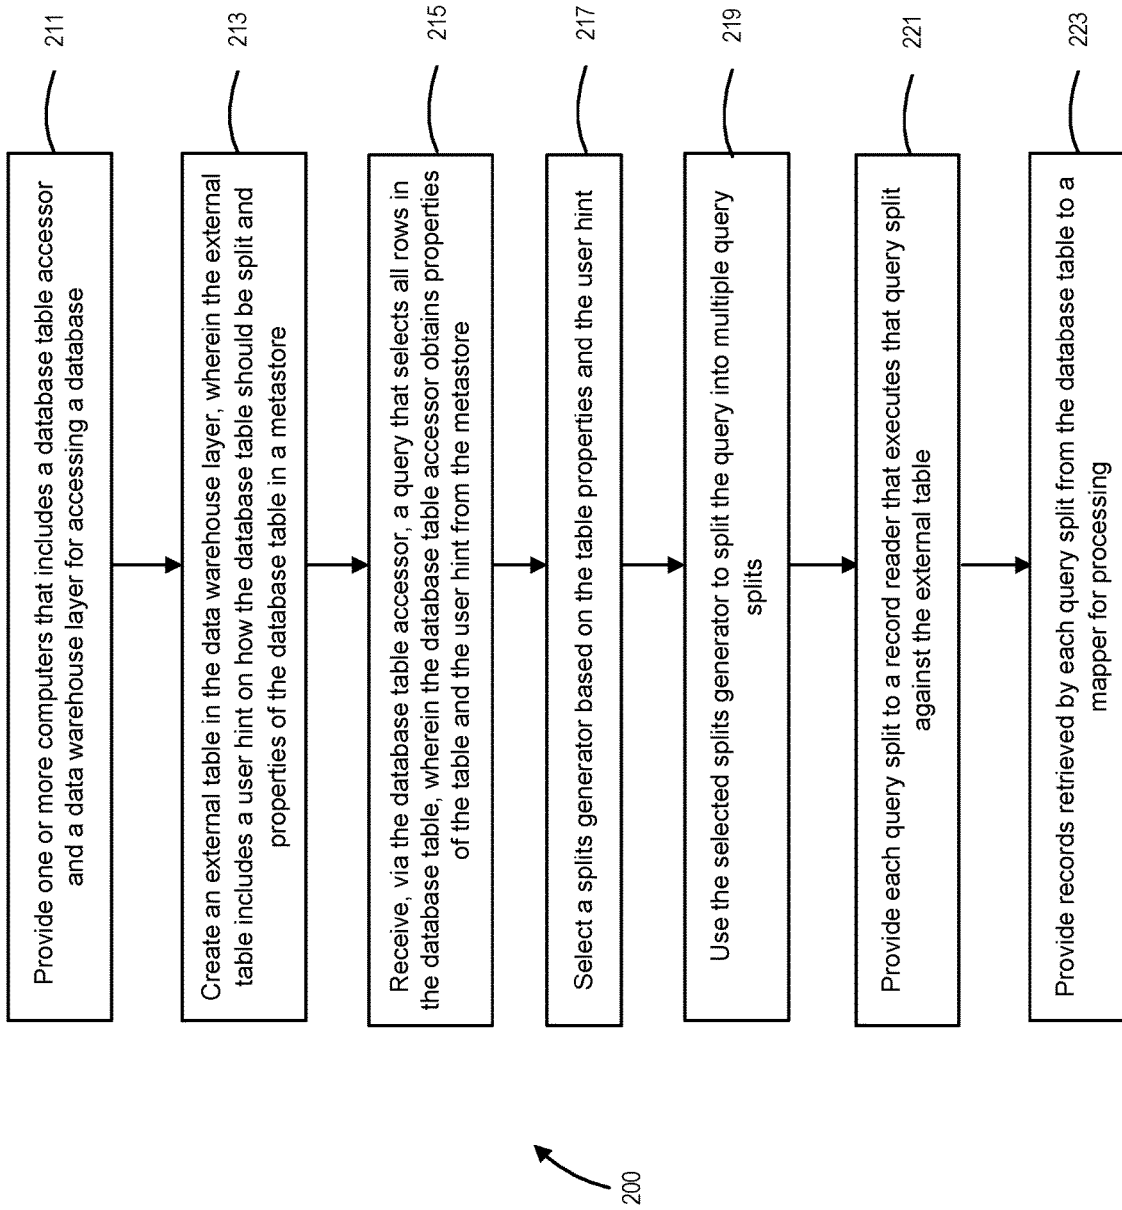 211
Provide one or more computers that includes a database table accessor
and a data warehouse layer for accessing a database
213
Create an external table in the data warehouse layer, wherein the external
table includes a user hint on how the database table should be split and
properties of the database table in a metastore
215
Receive, via the database table accessor, a query that selects all rows in
the database table, wherein the database table accessor obtains properties
of the table and the user hint from the metastore
217
Select a splits generator based on the table properties and the user hint
219
Use the selected splits generator to split the query into multiple query
splits
221
Provide each query split to a record reader that executes that query split
against the external table
223
Provide records retrieved by each query split from the database table to a
mapper for processing
200